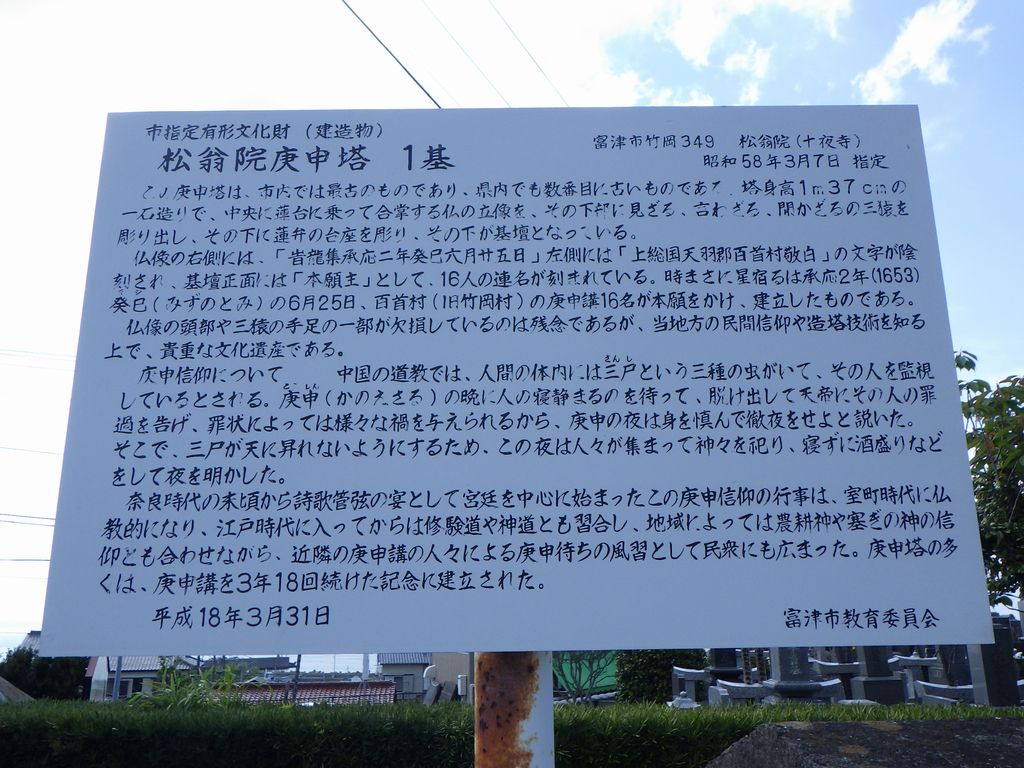 市指定有形文化財(建造物)
松翁院庚申塔 1基
富津市竹岡349 松翁院(十夜寺)
昭和58年3月7日 指定
この庚申塔は、市内では最古のものであり、県内でも数番目に古いものである。塔身高1m37cmの
一石造りで、中央に蓮台に乗って合掌する仏の立像を、その下部に見ざる、言わざる、聞かざるの三猿を
彫り出し、その下に蓮弁の台座を彫り、その下が基壇となっている。
仏像の右側には、「旹龍集承応二年癸巳六月廿五日」左側には「上総国天羽郡百首村敬白」の文字が陰
刻され、基壇正面には「本願主」として、16人の連名が刻まれている。時まさに星宿るは承応2年(1653)
癸巳(みずのとみ)の6月25日、百首村(旧竹岡村)の庚申講16名が本願をかけ、建立したものである。
仏像の頭部や三猿の手足の一部が欠損しているのは残念であるが、当地方の民間信仰や造塔技術を知る
上で、貴重な文化遺産である。
庚申信仰について 中国の道教では、人間の体内には三戸という三種の虫がいて、その人を監視
さんし
しているとされる。庚申(かのえさる)の晩に人の寝静まるのを待って、脱け出して天帝にその人の罪
こうしん
過を告げ、罪状によっては様々な禍を与えられるから、庚申の夜は身を慎んで徹夜をせよと説いた。
そこで、三尸が天に昇れないようにするため、この夜は人々が集まって神々を祀り、寝ずに酒盛りなど
をして夜を明かした。
奈良時代の末頃から詩歌管弦の宴として宮廷を中心に始まったこの庚申信仰の行事は、室町時代に仏
教的になり、江戸時代に入ってからは修験道や神道とも習合し、地域によっては農耕神や塞ぎの神の信
仰とも合わせながら、近隣の庚申講の人々による庚申待ちの風習として民衆にも広まった。庚申塔の多
くは、庚申講を3年18回続けた記念に建立された。
平成18年3月31日
富津市教育委員会